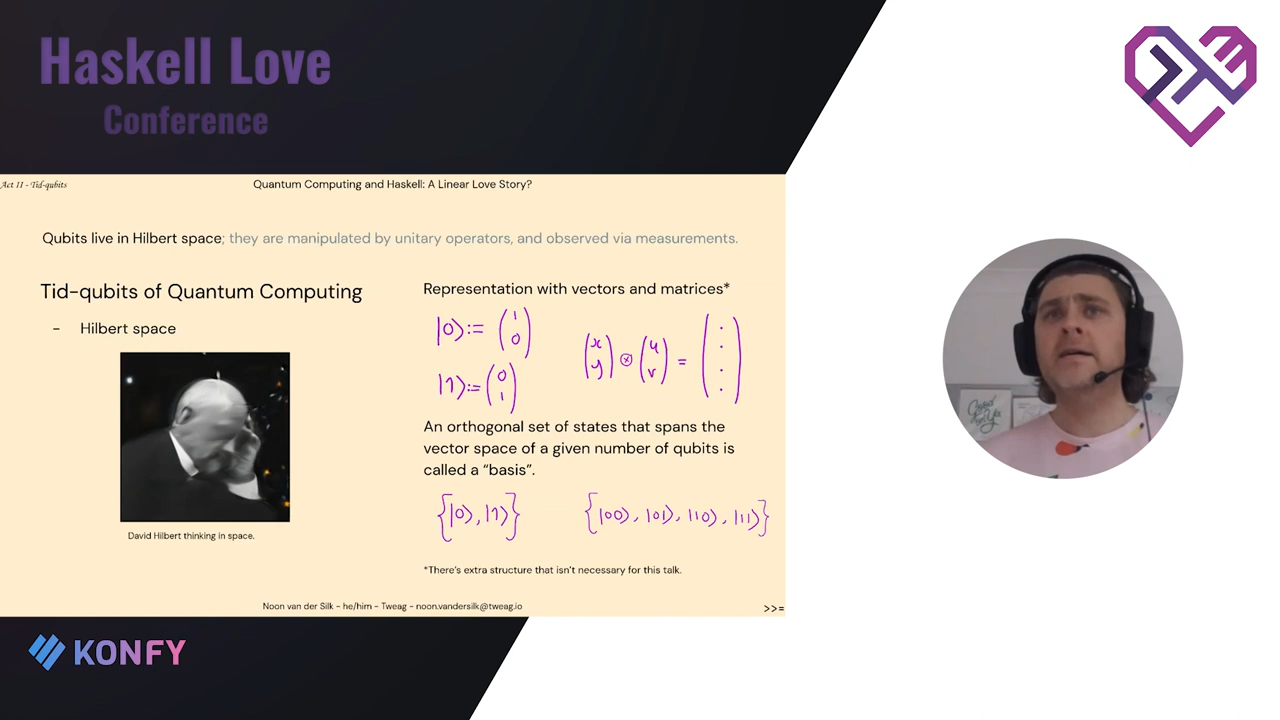 Haskell Love
Conference
Act II - Tid-qubits
Quantum Computing and Haskell: A Linear Love Story?
Qubits live in Hilbert space; they are manipulated by unitary operators, and observed via measurements.
Tid-qubits of Quantum Computing
- Hilbert space
David Hilbert thinking in space.
Representation with vectors and matrices*
|0⟩:= (1 0)
|1⟩:= (0 1)
(x y) ⊗ (u v) = (. . . .)
An orthogonal set of states that spans the
vector space of a given number of qubits is
called a “basis”.
{|0⟩, |1⟩}
{|00⟩, |01⟩, |10⟩, |11⟩}
*There's extra structure that isn't necessary for this talk.
Noon van der Silk - he/him - Tweag - noon.vandersilk@tweag.io
>>=
KONFY